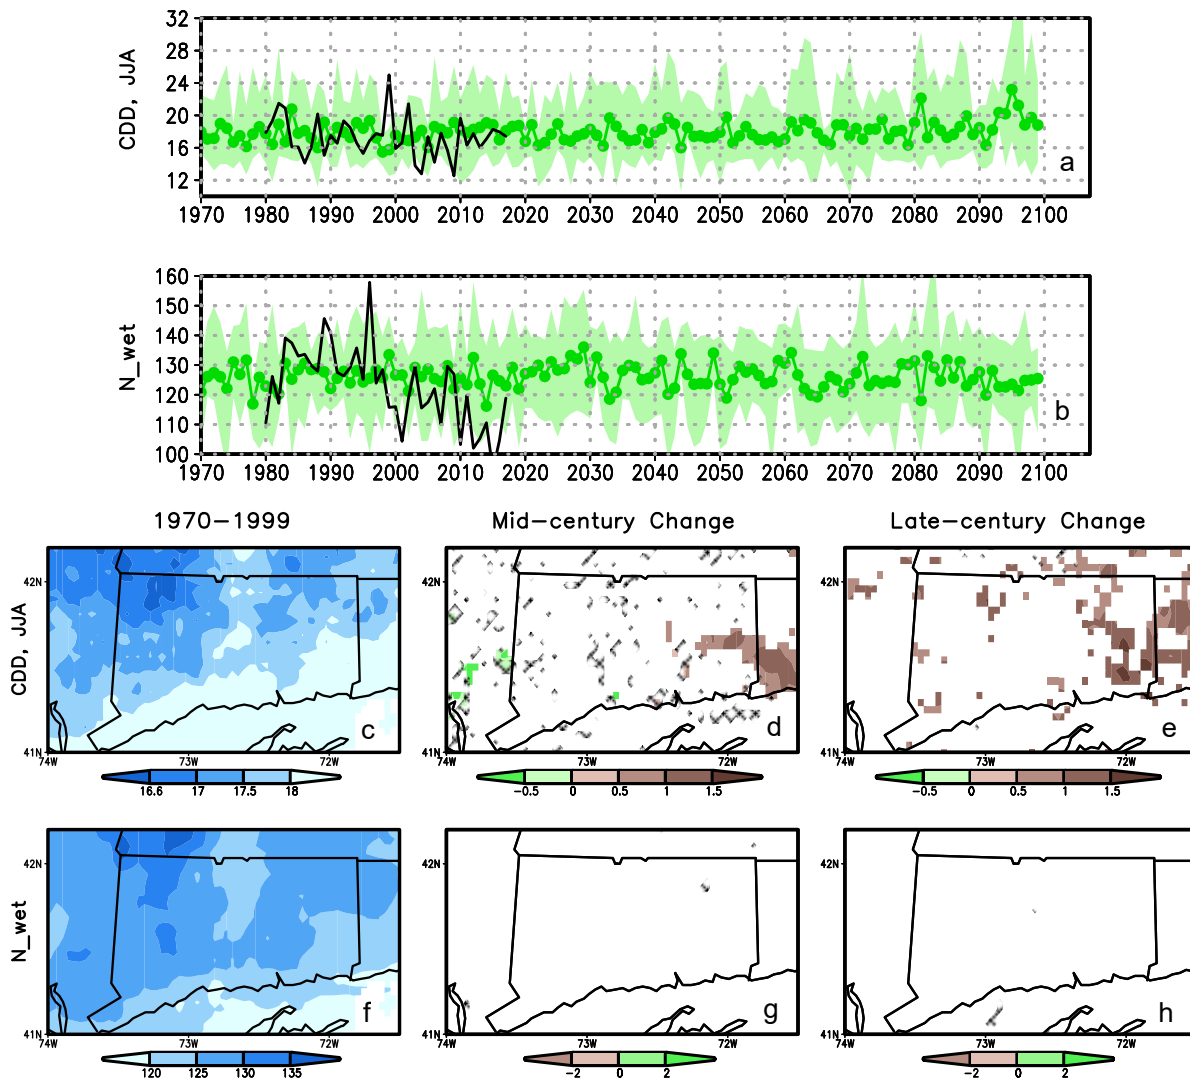 CDD, JJA
32
28
24
20
16
12
a
1970 1980 1990 2000 2010 2020 2030 2040 2050 2060 2070 2080 2090 2100
N_wet
160
150
140
130
120
110
100
b
1970 1980 1990 2000 2010 2020 2030 2040 2050 2060 2070 2080 2090 2100
1970−1999 Mid−century Change Late−century Change
CDD, JJA
42N 42N 42N
c d e
41N 41N 41N
74W 73W 73W 72W 73W 72W
16.6 17 17.5 18 −0.5 0 0.5 1 1.5 −0.5 0 0.5 1 1.5
N_wet
42N 42N 42N
f g h
41N 41N 41N
74W 73W 72W 74W 73W 72W 74W 73W 72W
120 125 130 135 −2 0 2 −2 0 2